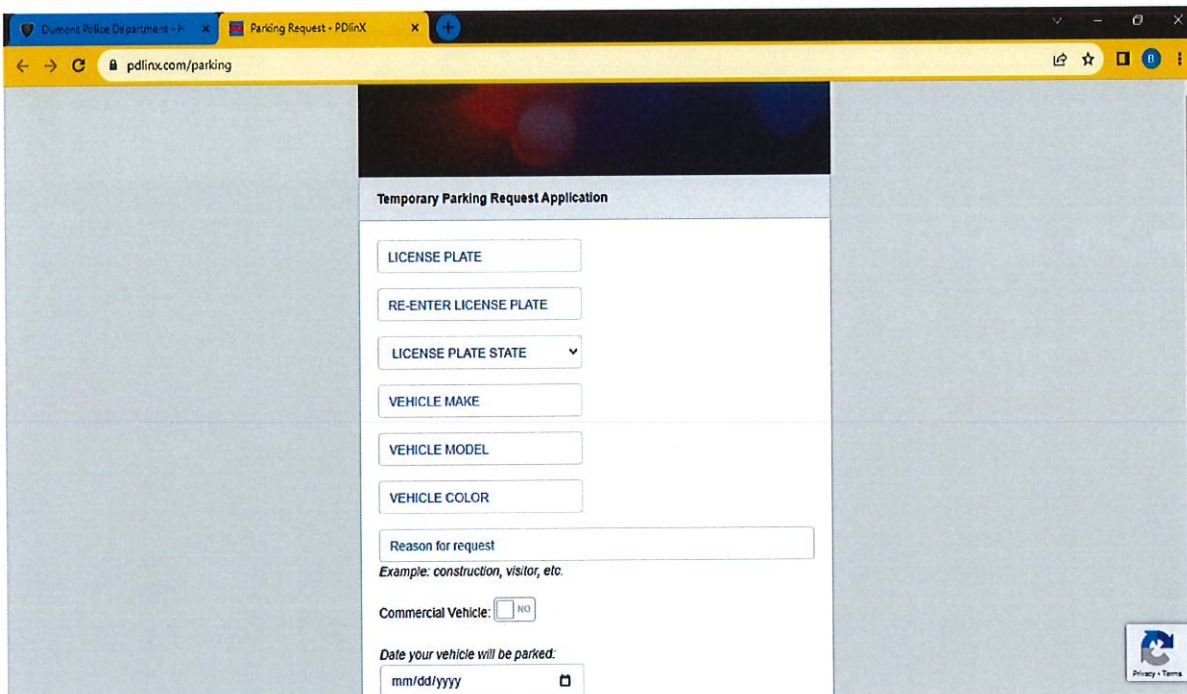 Dumont Police Department - H
Parking Request - PDlinX
pdlinx.com/parking
B
Temporary Parking Request Application
LICENSE PLATE
RE-ENTER LICENSE PLATE
LICENSE PLATE STATE
VEHICLE MAKE
VEHICLE MODEL
VEHICLE COLOR
Reason for request
Example: construction, visitor, etc.
Commercial Vehicle: NO
Date your vehicle will be parked:
mm/dd/yyyy
Privacy - Terms